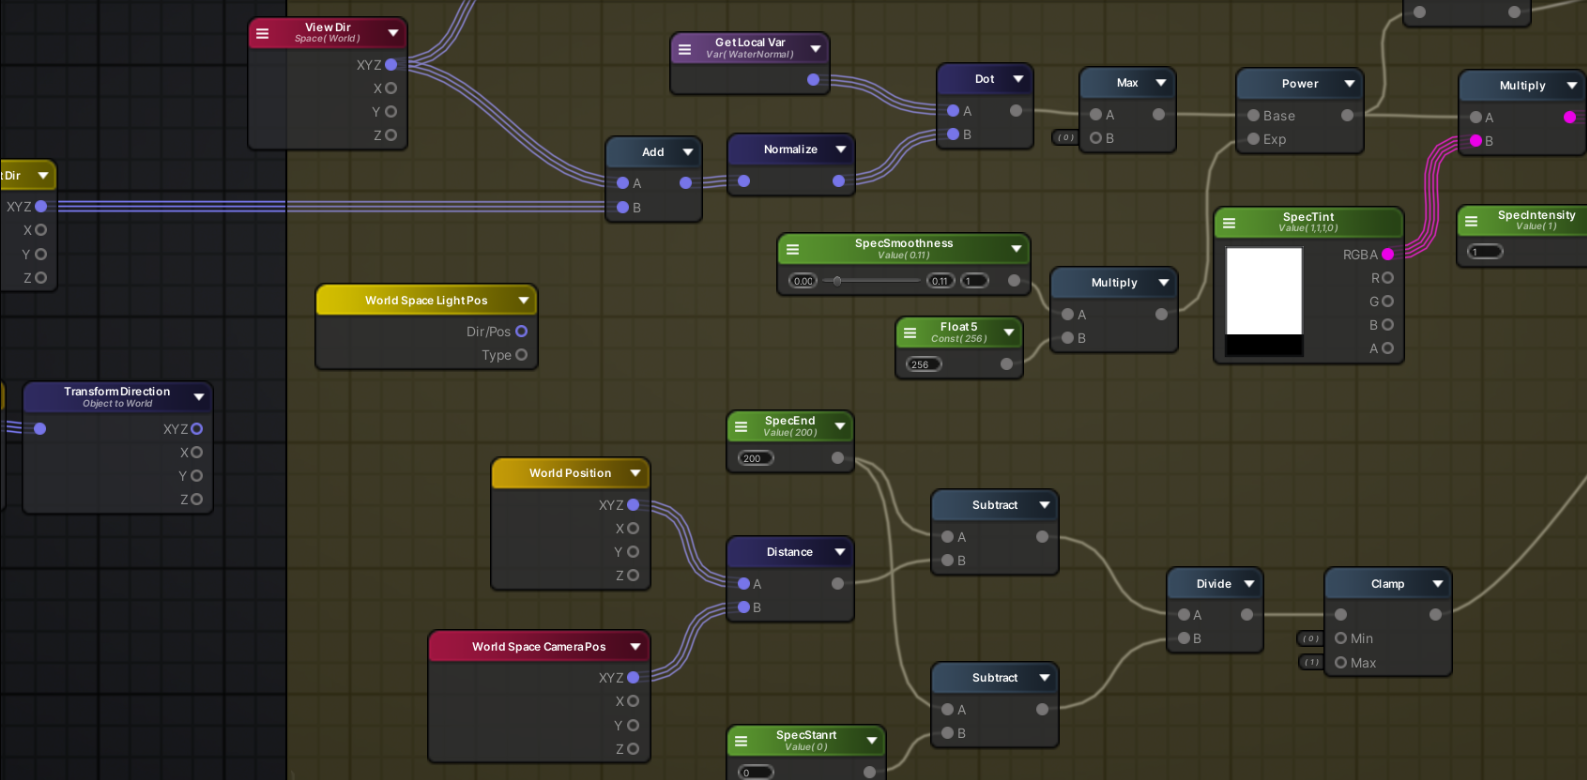 View Dir
Space( World )
XYZ
X
Y
Z
Get Local Var
Var( WaterNormal )
Dot
A
B
Max
A
( 0 ) B
Power
Base
Exp
Multiply
A
B
Add
A
B
Normalize
tDir
XYZ
X
Y
Z
SpecSmoothness
Value( 0.11 )
0.00 0.11 1
SpecTint
Value( 1,1,1,0 )
RGBA
R
G
B
A
SpecIntensity
Value( 1 )
1
World Space Light Pos
Dir/Pos
Type
Multiply
A
B
Float 5
Const( 256 )
256
Transform Direction
Object to World
XYZ
X
Y
Z
SpecEnd
Value( 200 )
200
World Position
XYZ
X
Y
Z
Distance
A
B
Subtract
A
B
Divide
A
B
Clamp
( 0 ) Min
( 1 ) Max
World Space Camera Pos
XYZ
X
Y
Z
Subtract
A
B
SpecStanrt
Value( 0 )
0